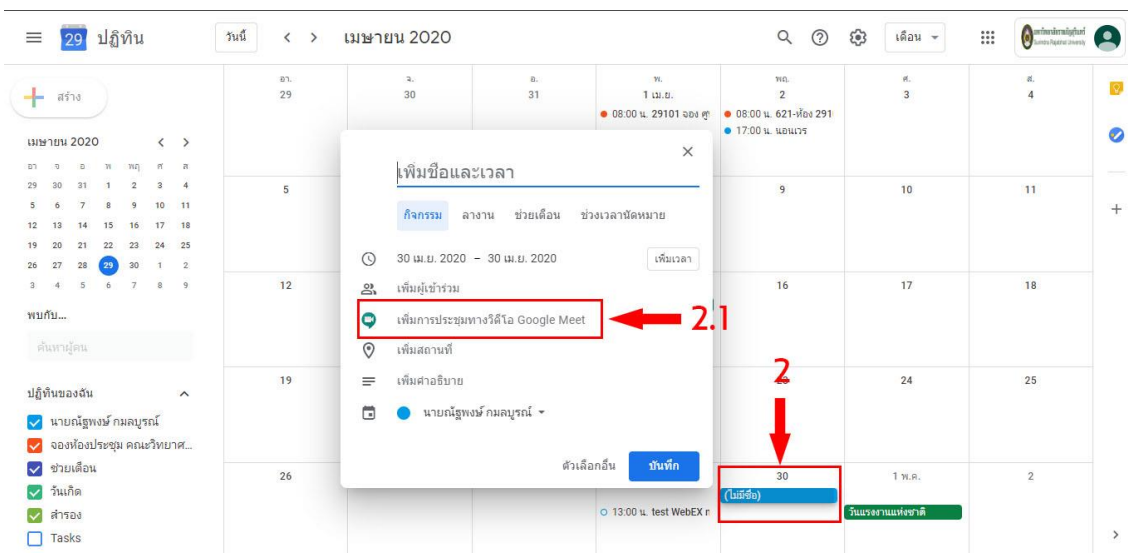 29 ปฏิทิน วันนี้ < > เมษายน 2020 เดือน
สร้าง
เมษายน 2020 < >
อา จ อ พ พฤ ศ ส
29 30 31 1 2 3 4
5 6 7 8 9 10 11
12 13 14 15 16 17 18
19 20 21 22 23 24 25
26 27 28 29 30 1 2
3 4 5 6 7 8 9
พบกับ...
ค้นหาผู้คน
ปฏิทินของฉัน
นายณัฐพงษ์ กมลบูรณ์
จองห้องประชุม คณะวิทยาศ...
ช่วยเตือน
วันเกิด
สำรอง
Tasks
อา. จ. อ. พ. พฤ. ศ. ส.
29 30 31 1 เม.ย. 2 3 4
08:00 น. 29101 จอง 08:00 น. 621-ห้อง 291
17:00 น. นอนเวร
5 9 10 11
12 16 17 18
19 23 24 25
26 30 1 พ.ค. 2
(ไม่มีชื่อ)
13:00 น. test WebEX วันแรงงานแห่งชาติ
เพิ่มชื่อและเวลา
กิจกรรม ลางาน ช่วยเตือน ช่วงเวลานัดหมาย
30 เม.ย. 2020 – 30 เม.ย. 2020 เพิ่มเวลา
เพิ่มผู้เข้าร่วม
เพิ่มการประชุมทางวิดีโอ Google Meet
เพิ่มสถานที่
เพิ่มคำอธิบาย
นายณัฐพงษ์ กมลบูรณ์
ตัวเลือกอื่น บันทึก
2.1
2